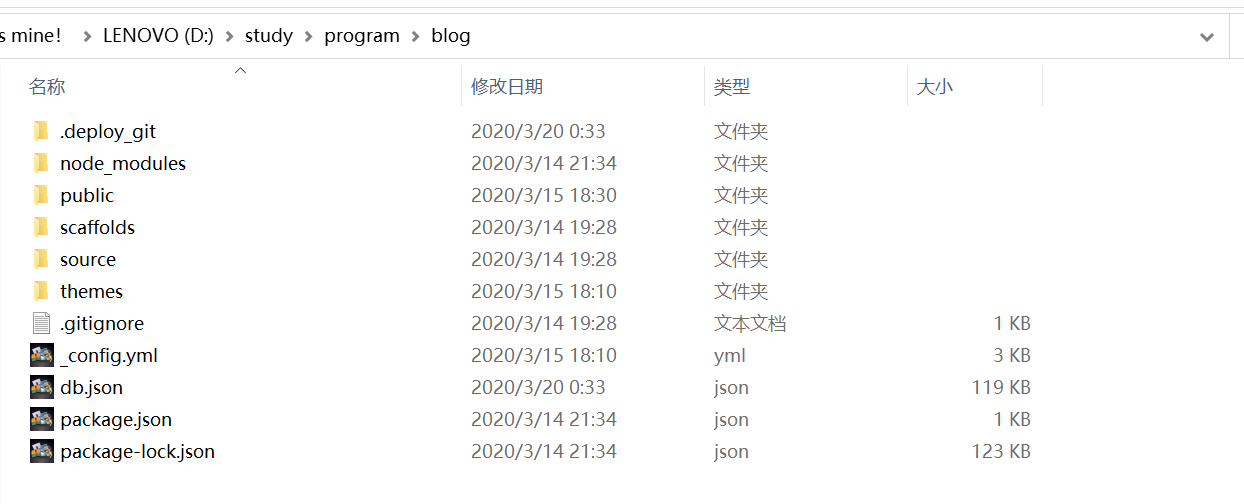 s mine! > LENOVO (D:) > study > program > blog
名称 修改日期 类型 大小
.deploy_git 2020/3/20 0:33 文件夹
node_modules 2020/3/14 21:34 文件夹
public 2020/3/15 18:30 文件夹
scaffolds 2020/3/14 19:28 文件夹
source 2020/3/14 19:28 文件夹
themes 2020/3/15 18:10 文件夹
.gitignore 2020/3/14 19:28 文本文档 1 KB
_config.yml 2020/3/15 18:10 yml 3 KB
db.json 2020/3/20 0:33 json 119 KB
package.json 2020/3/14 21:34 json 1 KB
package-lock.json 2020/3/14 21:34 json 123 KB